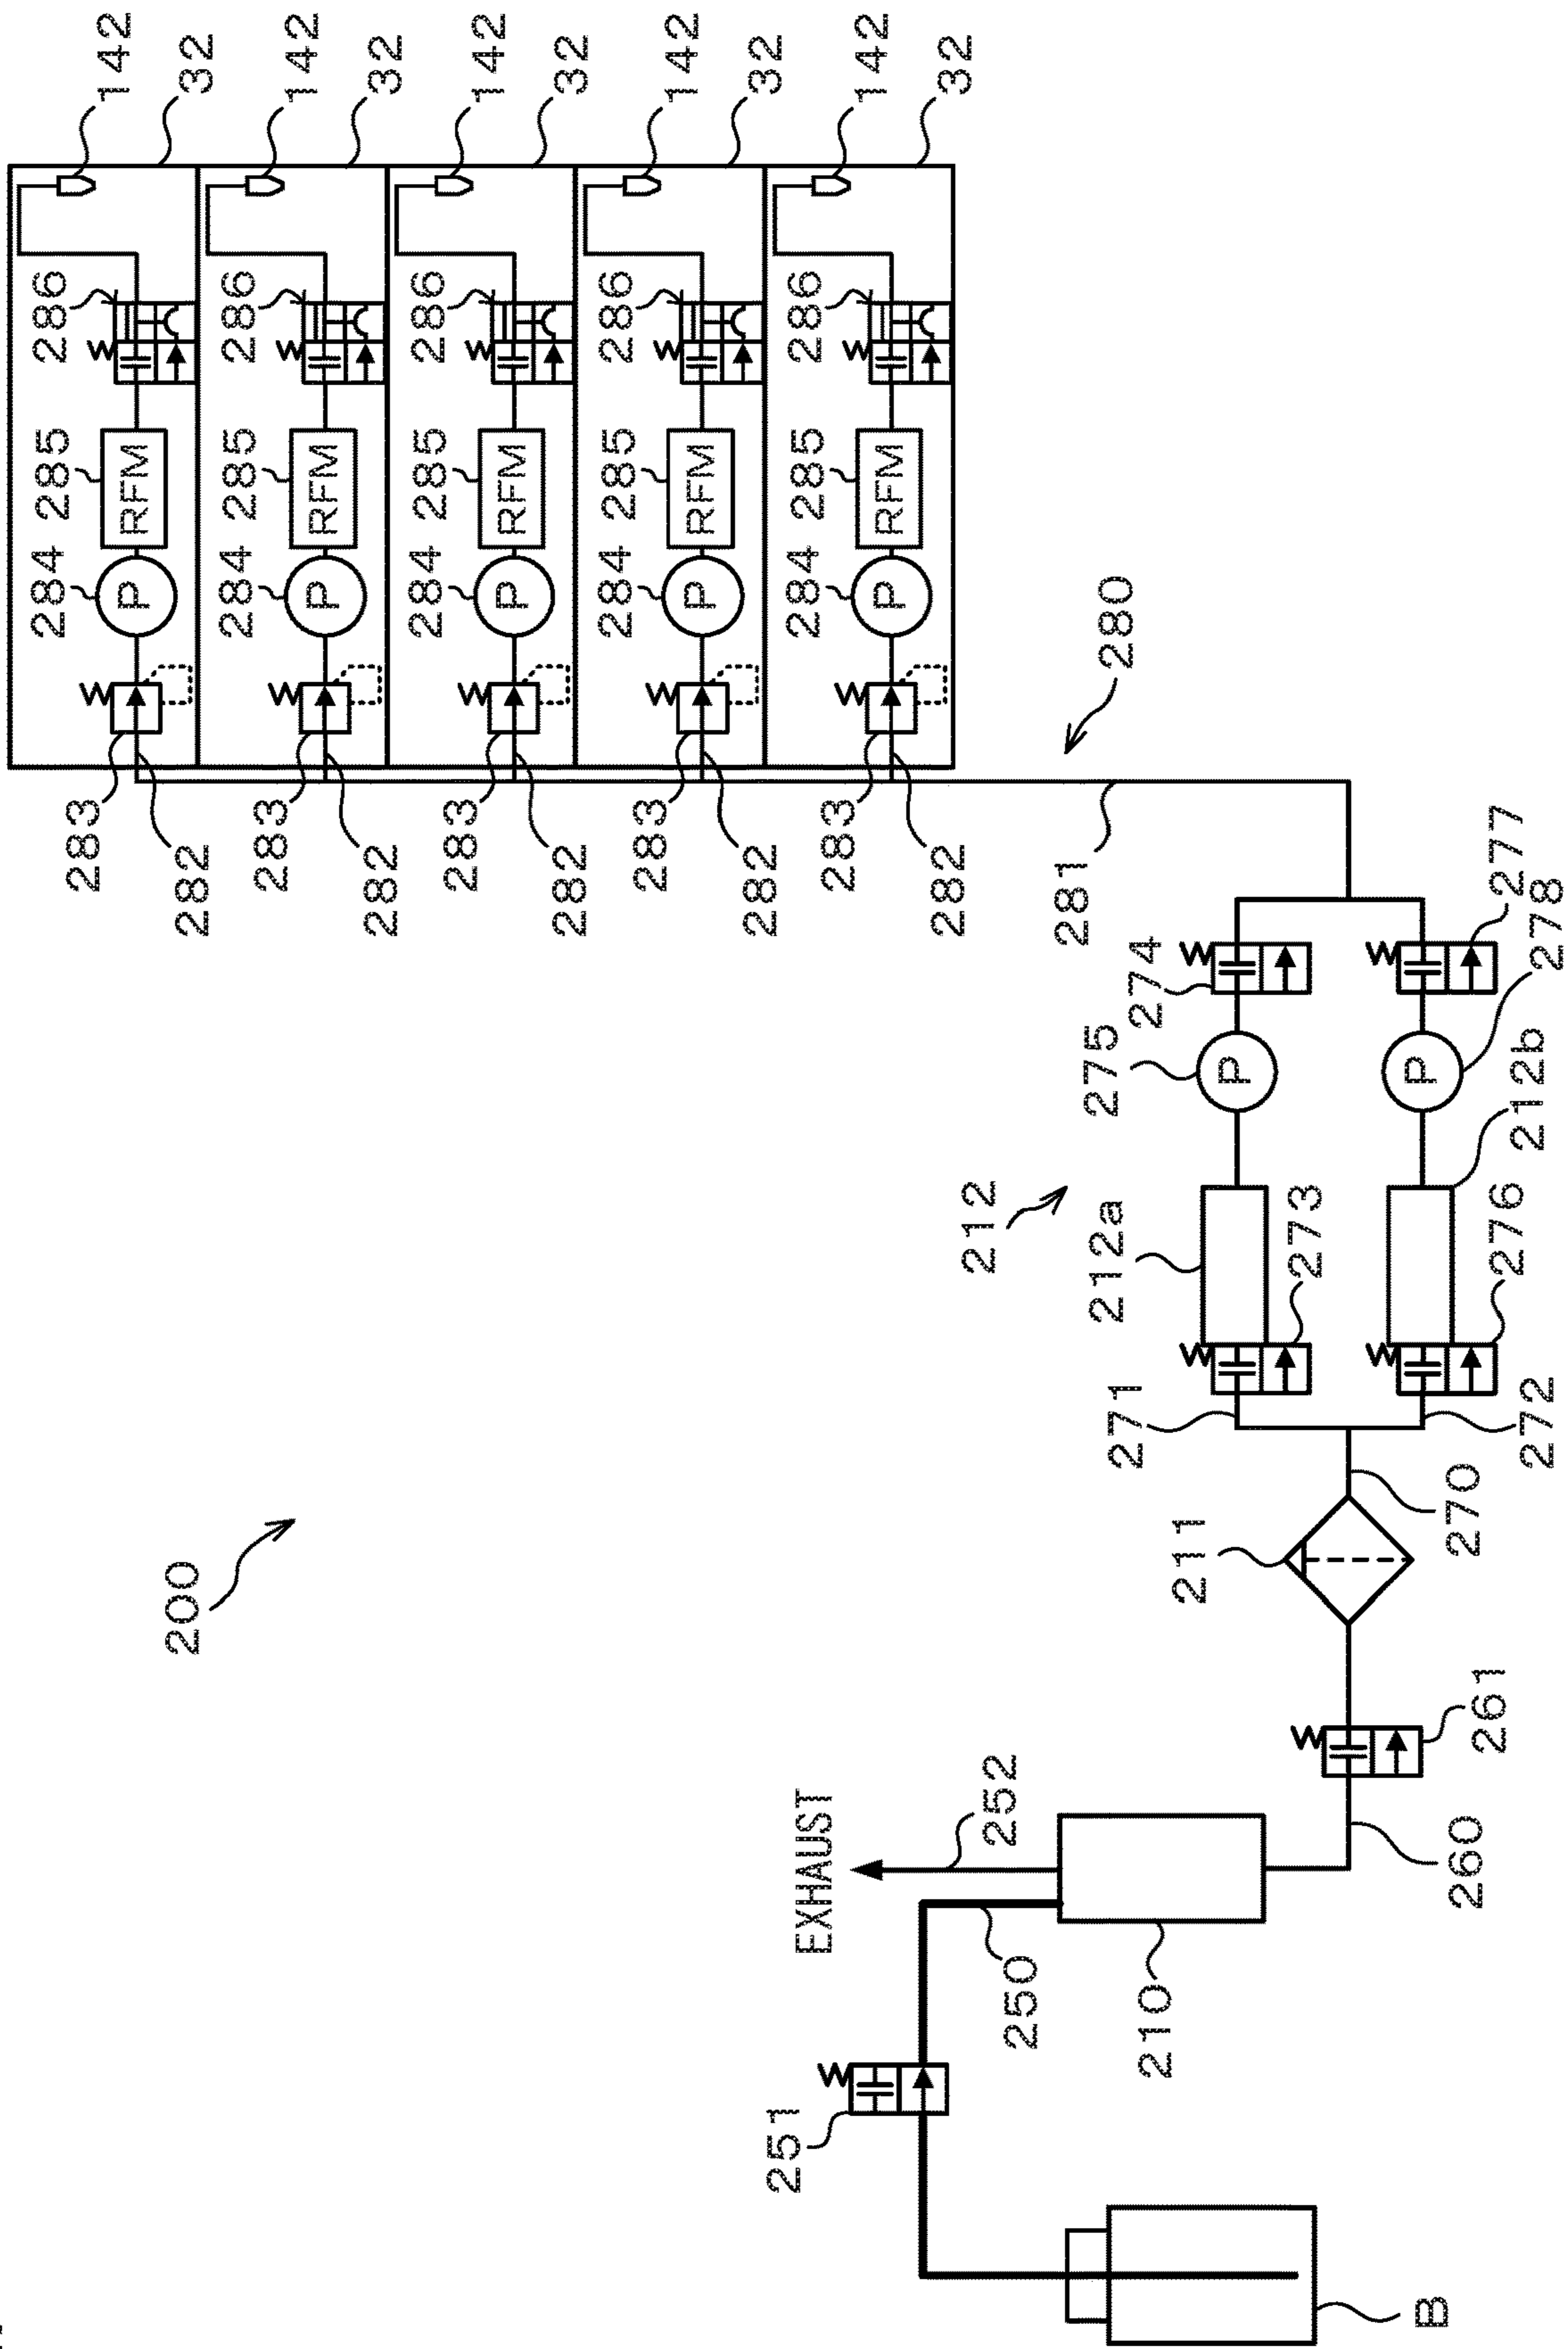 284 285 286 142
283 P RFM
200 282 32
284 285 286 142
283 P RFM
282 32
284 285 286 142
283 P RFM
282 32
284 285 286 142
283 P RFM
282 32
251 EXHAUST 284 285 286 142
283 P RFM
282 32
212
252
250
281 280
212a 275
271 274
210
211
P
273
P
B
260 270
261 276 277
272 212b 278